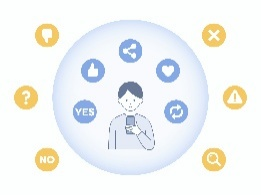 ?
YES
NO